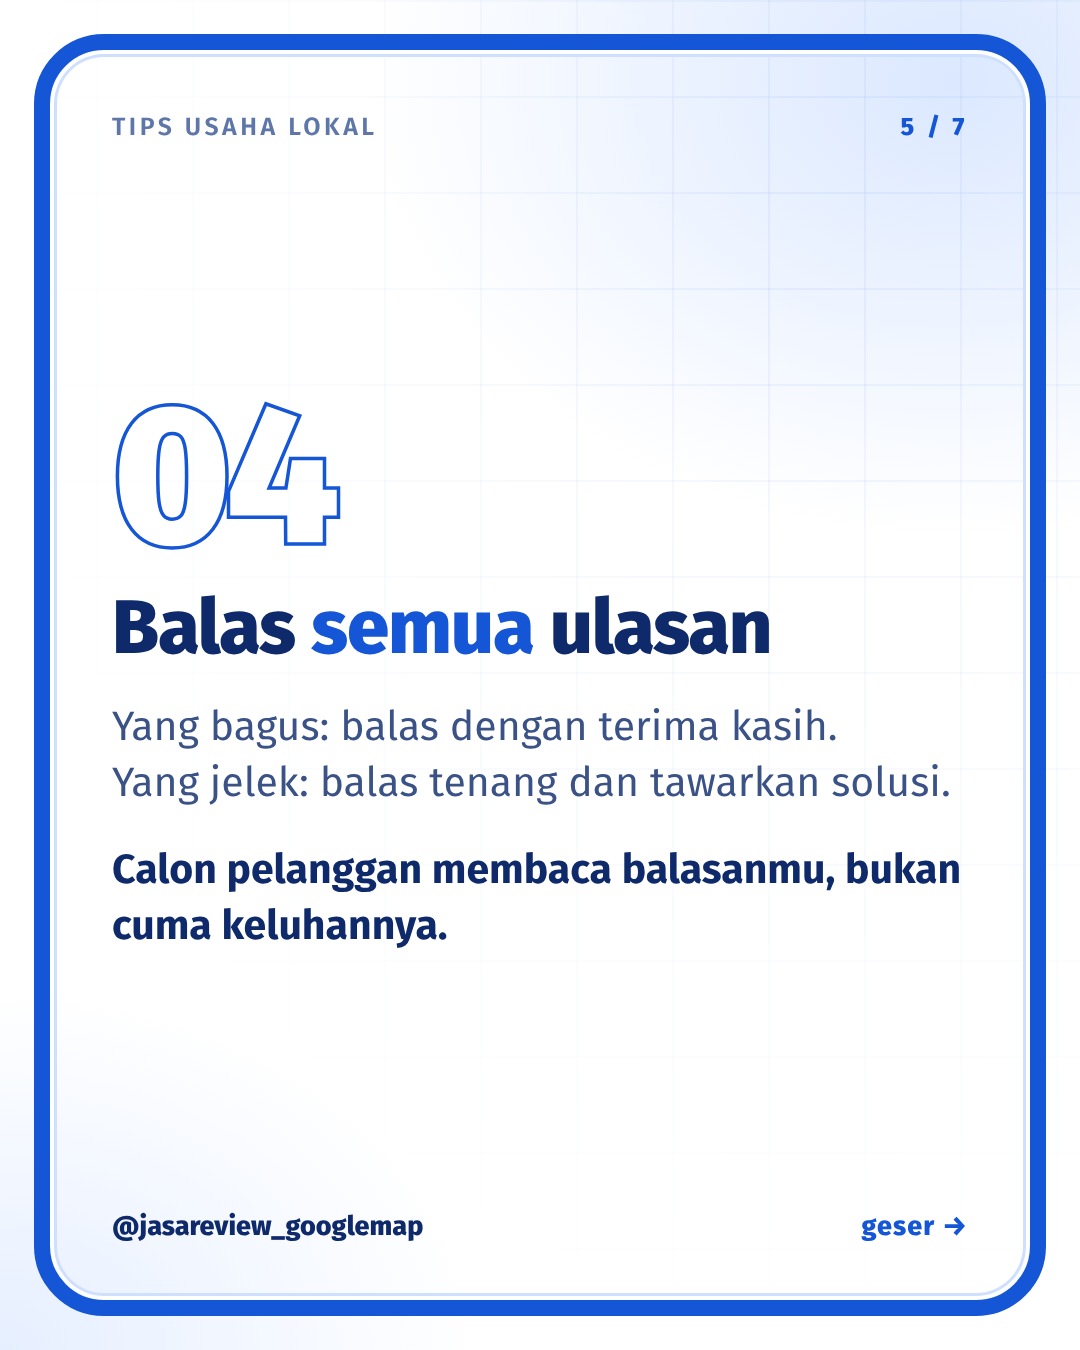 TIPS USAHA LOKAL
5 / 7
04
Balas semua ulasan
Yang bagus: balas dengan terima kasih.
Yang jelek: balas tenang dan tawarkan solusi.
Calon pelanggan membaca balasanmu, bukan
cuma keluhannya.
@jasareview_googlemap
geser →